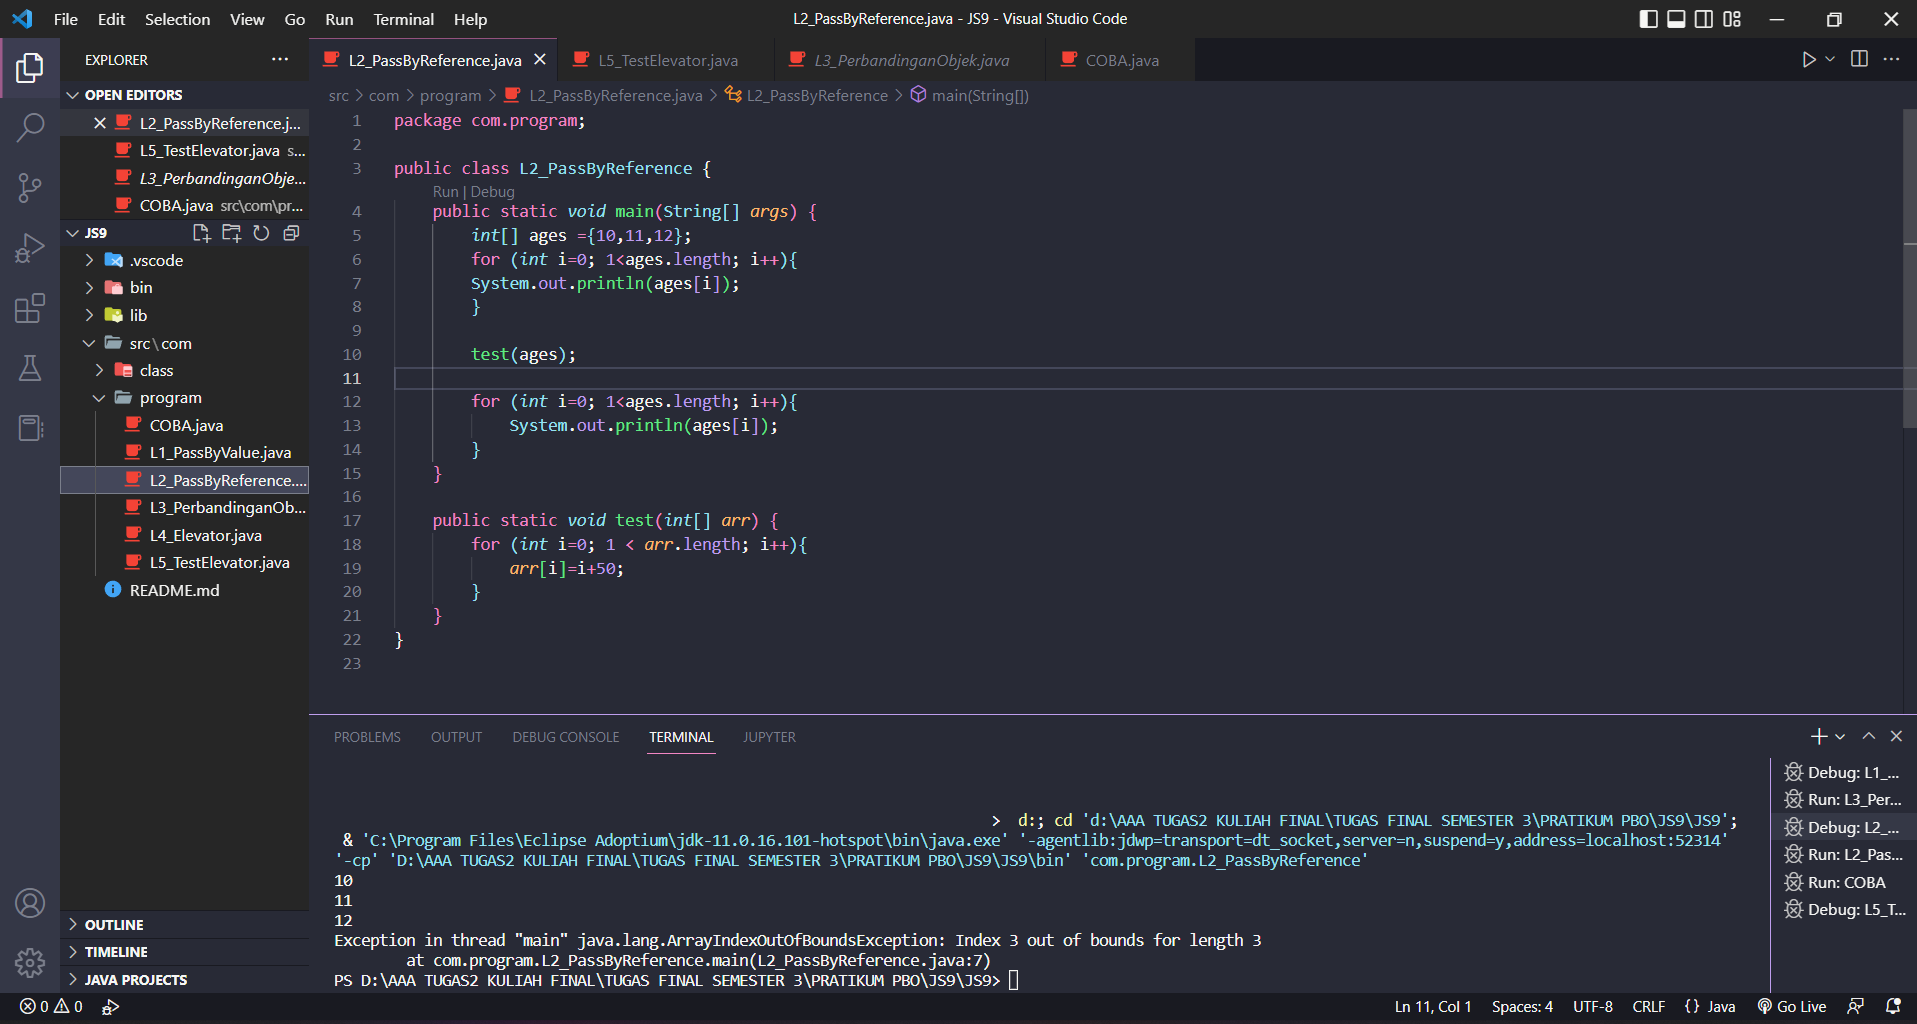 File Edit Selection View Go Run Terminal Help
L2_PassByReference.java - JS9 - Visual Studio Code
EXPLORER ...
OPEN EDITORS
L2_PassByReference.j...
L5_TestElevator.java s...
L3_PerbandinganObje...
COBA.java src\com\pr...
JS9
.vscode
bin
lib
src\com
class
program
COBA.java
L1_PassByValue.java
L2_PassByReference....
L3_PerbandinganOb...
L4_Elevator.java
L5_TestElevator.java
README.md
OUTLINE
TIMELINE
JAVA PROJECTS
L2_PassByReference.java L5_TestElevator.java L3_PerbandinganObjek.java COBA.java
src > com > program > L2_PassByReference.java > L2_PassByReference > main(String[])
1 package com.program;
2
3 public class L2_PassByReference {
Run | Debug
4 public static void main(String[] args) {
5 int[] ages ={10,11,12};
6 for (int i=0; 1<ages.length; i++){
7 System.out.println(ages[i]);
8 }
9
10 test(ages);
11
12 for (int i=0; 1<ages.length; i++){
13 System.out.println(ages[i]);
14 }
15 }
16
17 public static void test(int[] arr) {
18 for (int i=0; 1 < arr.length; i++){
19 arr[i]=i+50;
20 }
21 }
22 }
23
PROBLEMS OUTPUT DEBUG CONSOLE TERMINAL JUPYTER
> d:; cd 'd:\AAA TUGAS2 KULIAH FINAL\TUGAS FINAL SEMESTER 3\PRATIKUM PBO\JS9\JS9';
& 'C:\Program Files\Eclipse Adoptium\jdk-11.0.16.101-hotspot\bin\java.exe' '-agentlib:jdwp=transport=dt_socket,server=n,suspend=y,address=localhost:52314'
'-cp' 'D:\AAA TUGAS2 KULIAH FINAL\TUGAS FINAL SEMESTER 3\PRATIKUM PBO\JS9\JS9\bin' 'com.program.L2_PassByReference'
10
11
12
Exception in thread "main" java.lang.ArrayIndexOutOfBoundsException: Index 3 out of bounds for length 3
at com.program.L2_PassByReference.main(L2_PassByReference.java:7)
PS D:\AAA TUGAS2 KULIAH FINAL\TUGAS FINAL SEMESTER 3\PRATIKUM PBO\JS9\JS9>
Debug: L1_...
Run: L3_Per...
Debug: L2_...
Run: L2_Pas...
Run: COBA
Debug: L5_T...
0 0
Ln 11, Col 1 Spaces: 4 UTF-8 CRLF {} Java Go Live